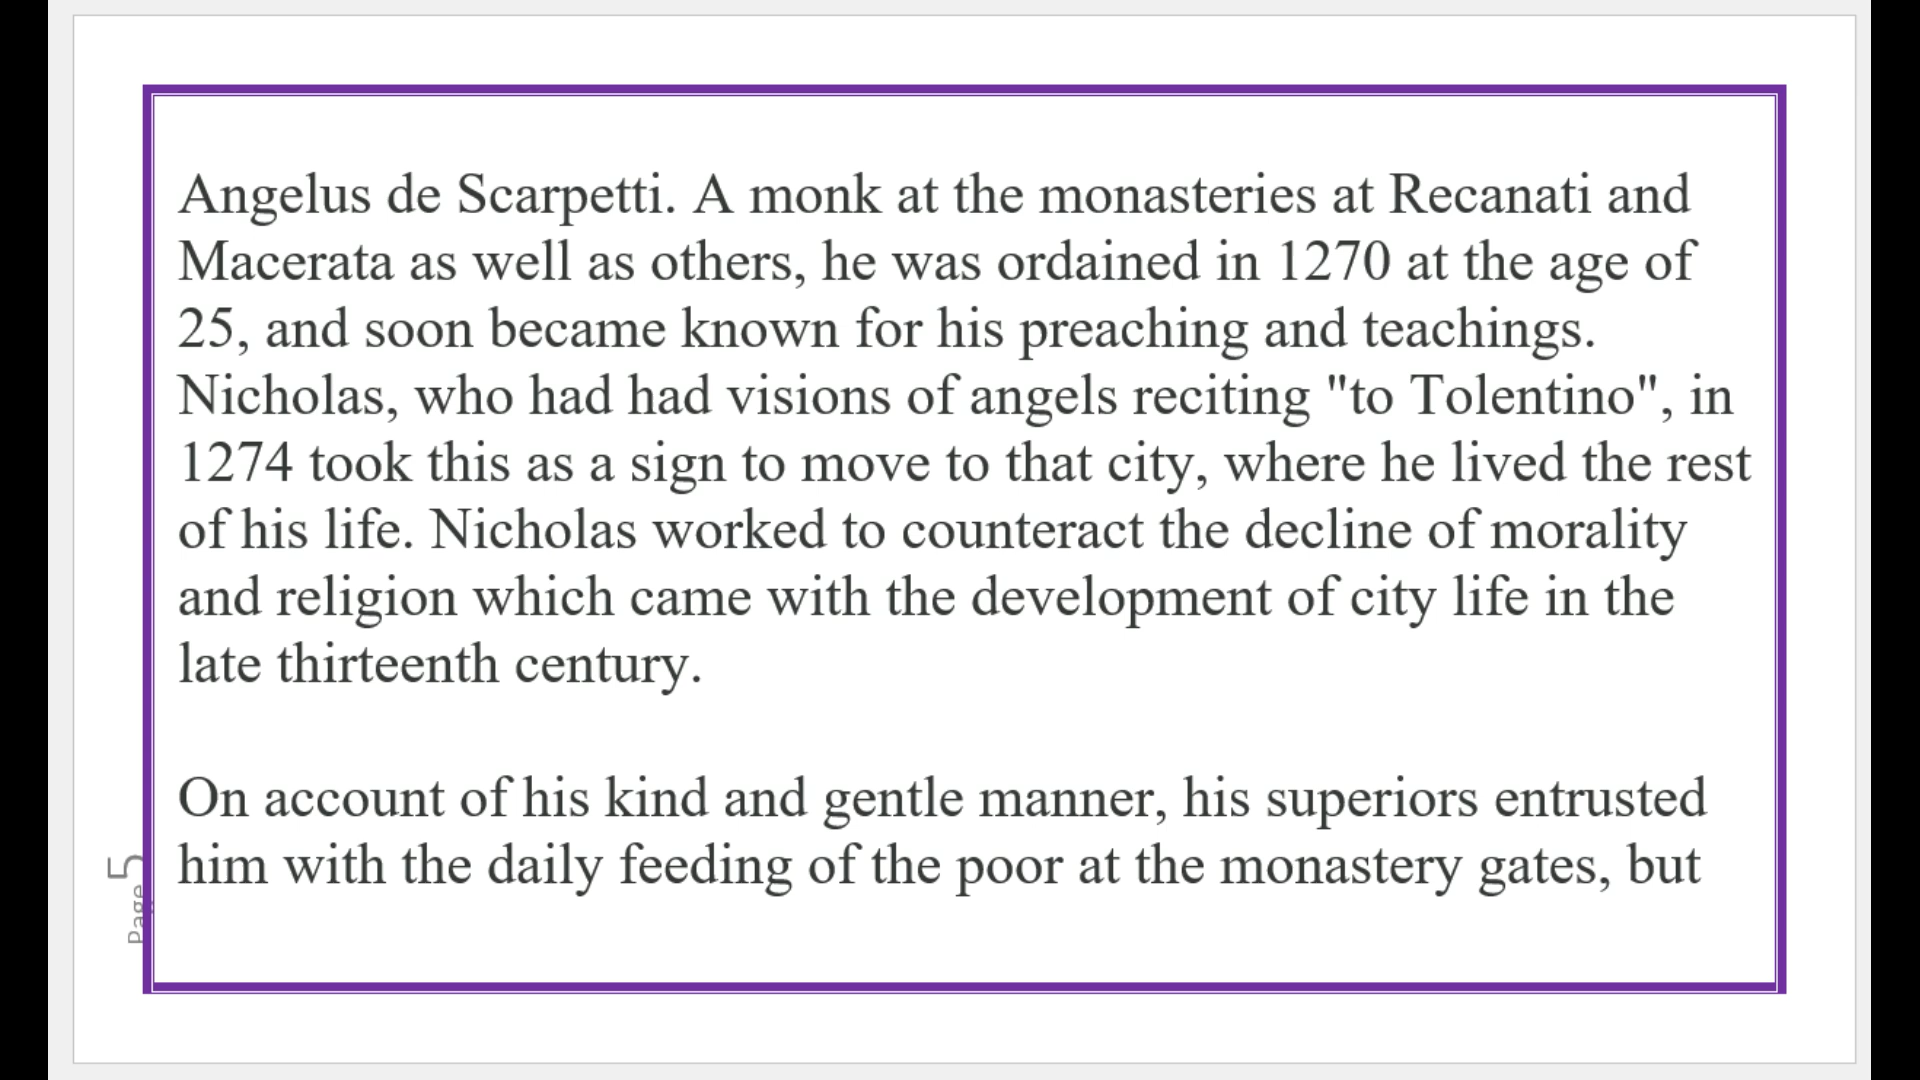 Angelus de Scarpetti. A monk at the monasteries at Recanati and
Macerata as well as others, he was ordained in 1270 at the age of
25, and soon became known for his preaching and teachings.
Nicholas, who had had visions of angels reciting "to Tolentino", in
1274 took this as a sign to move to that city, where he lived the rest
of his life. Nicholas worked to counteract the decline of morality
and religion which came with the development of city life in the
late thirteenth century.
On account of his kind and gentle manner, his superiors entrusted
him with the daily feeding of the poor at the monastery gates, but
Page 5